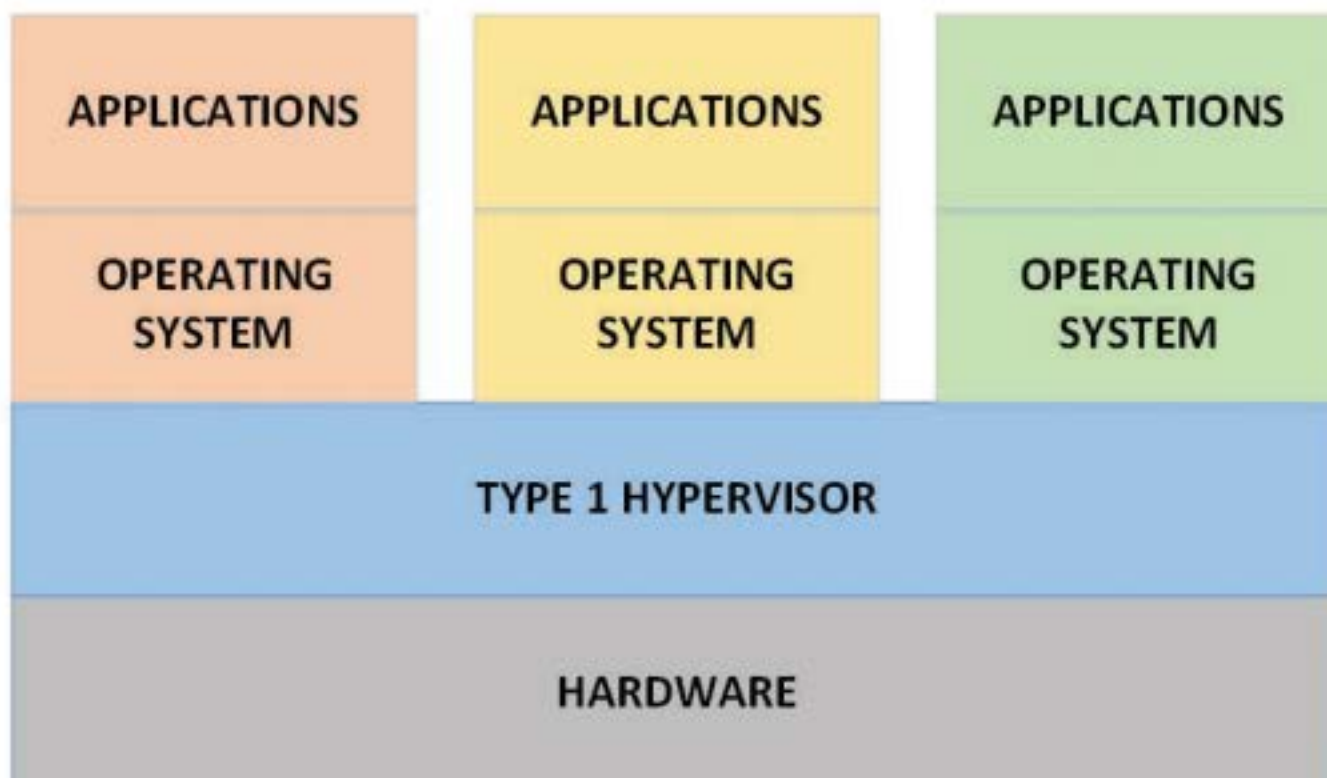 APPLICATIONS
APPLICATIONS
APPLICATIONS
OPERATING
SYSTEM
OPERATING
SYSTEM
OPERATING
SYSTEM
TYPE 1 HYPERVISOR
HARDWARE